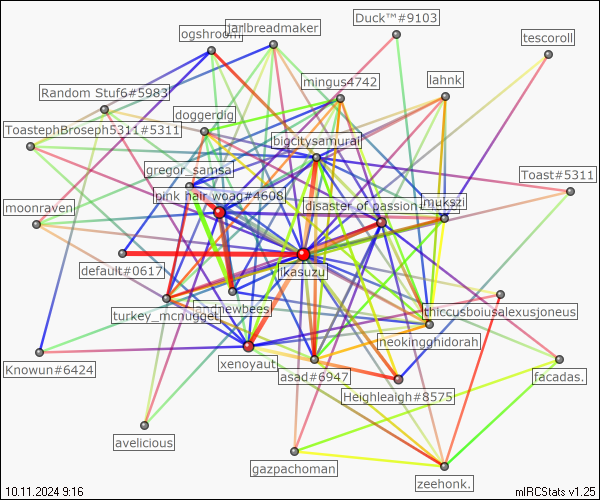 Duck™#9103
ogshroom
jarlbreadmaker
tescoroll
mingus4742
lahnk
Random Stuf6#5983
doggerdig
ToastephBroseph5311#5311
bigcitysamurai
gregor_samsa
Toast#5311
pink hair woag#4608
moonraven
disaster of passion
mukszi
default#0617
ikasuzu
turkey_mcnugget
thiccusboiusalexusjoneus
neokingghidorah
xenoyaut
Knowun#6424
asad#6947
facadas.
Heighleaigh#8575
avelicious
gazpachoman
zeehonk.
10.11.2024 9:16
mIRCStats v1.25